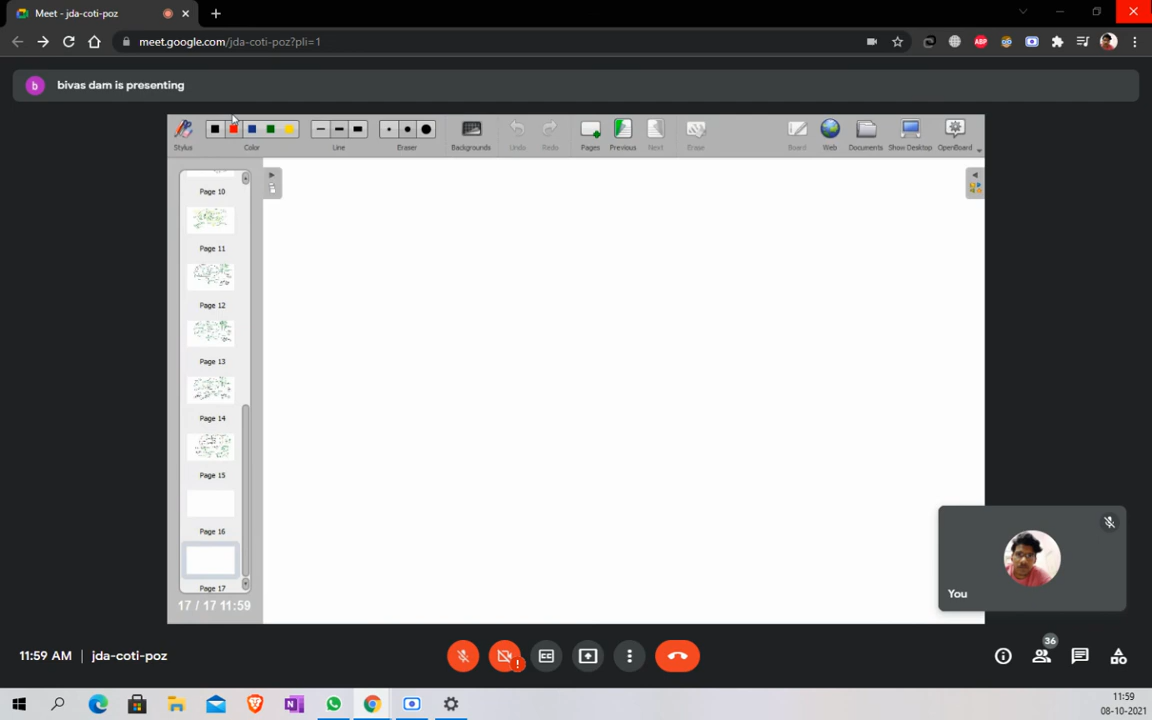 Meet - jda-coti-poz
meet.google.com/jda-coti-poz?pli=1
ABP
b bivas dam is presenting
Stylus Color Line Eraser Backgrounds Undo Redo Pages Previous Next Erase Board Web Documents Show Desktop OpenBoard
Page 10
Page 11
Page 12
Page 13
Page 14
Page 15
Page 16
Page 17
17 / 17 11:59
You
11:59 AM | jda-coti-poz
36
11:59
08-10-2021